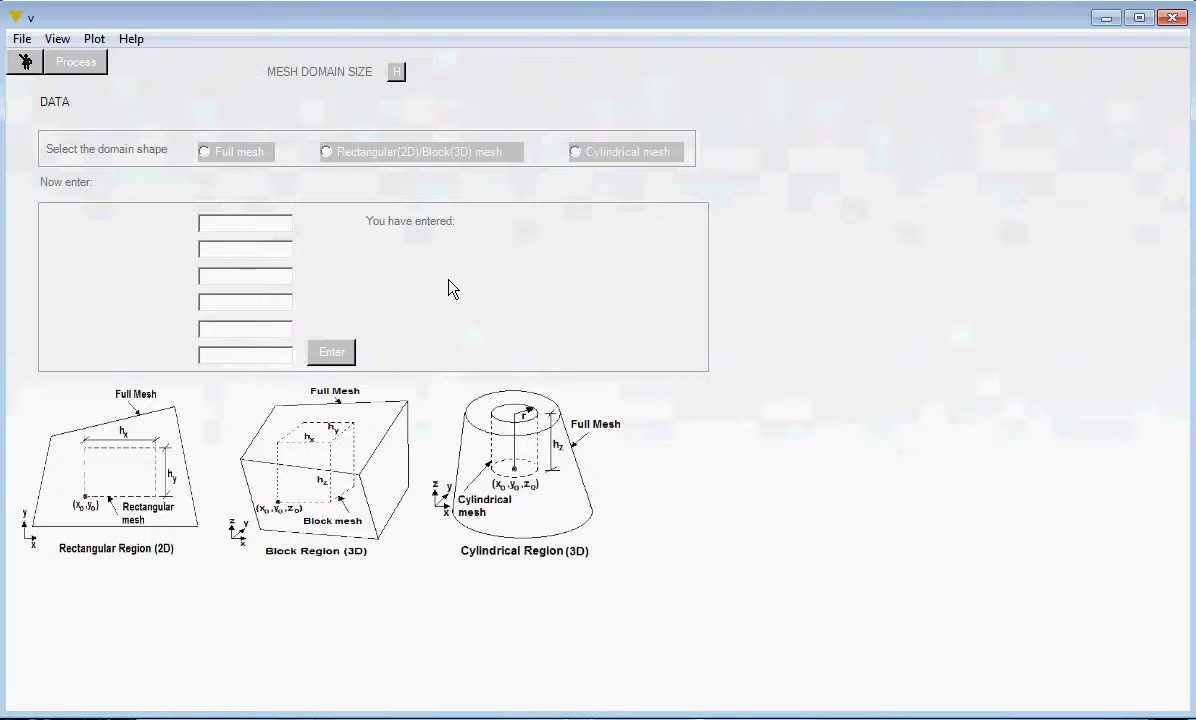 v
File View Plot Help
Process
MESH DOMAIN SIZE H
DATA
Select the domain shape Full mesh Rectangular(2D)/Block(3D) mesh Cylindrical mesh
Now enter:
You have entered:
Enter
Full Mesh
hx
hy
(x0,y0)
Rectangular
mesh
y
x
Rectangular Region (2D)
Full Mesh
hx
hy
hz
(x0,y0,z0)
Block mesh
z
y
x
Block Region (3D)
r
Full Mesh
hz
(x0,y0,z0)
z
y
x
Cylindrical
mesh
Cylindrical Region (3D)